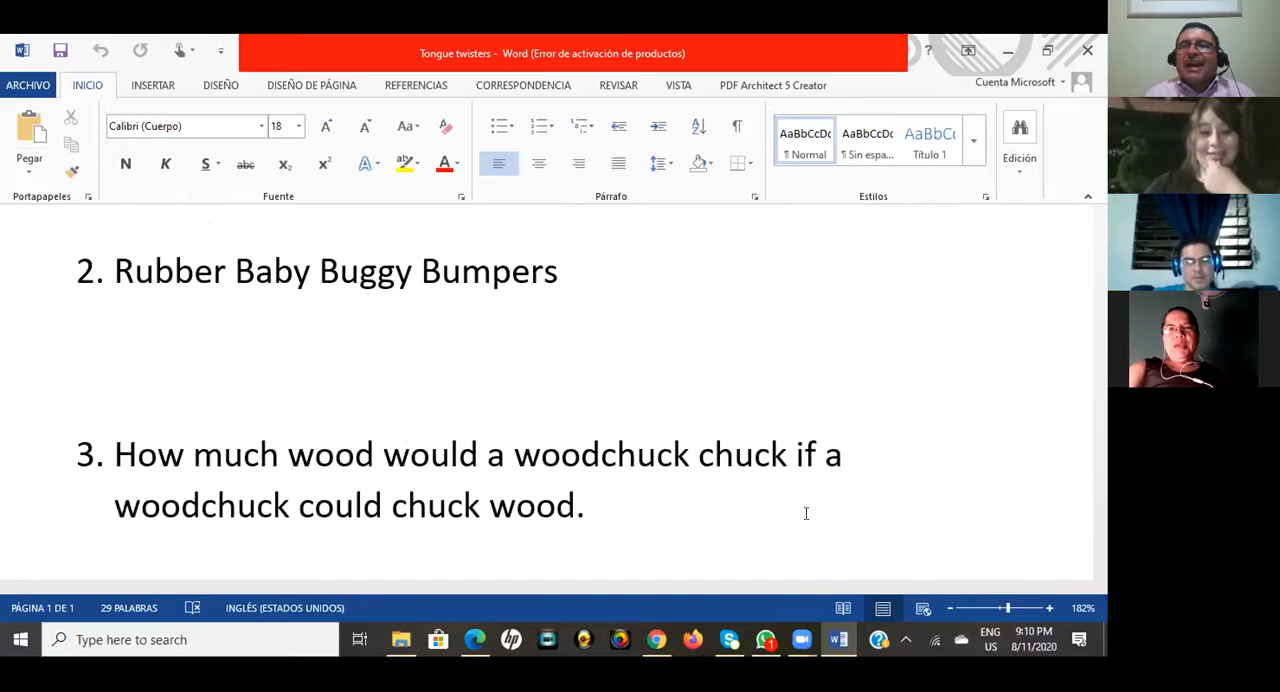 Tongue twisters - Word (Error de activación de productos)
?
ARCHIVO INICIO INSERTAR DISEÑO DISEÑO DE PÁGINA REFERENCIAS CORRESPONDENCIA REVISAR VISTA PDF Architect 5 Creator Cuenta Microsoft
Calibri (Cuerpo) 18 Aa
Pegar
N K S abc x₂ x² A ab A
AaBbCcDc AaBbCcDc AaBbCc
¶ Normal ¶ Sin espa... Título 1
Edición
Portapapeles Fuente Párrafo Estilos
2. Rubber Baby Buggy Bumpers
3. How much wood would a woodchuck chuck if a
woodchuck could chuck wood.
PÁGINA 1 DE 1 29 PALABRAS INGLÉS (ESTADOS UNIDOS) 182%
Type here to search
ENG 9:10 PM
US 8/11/2020